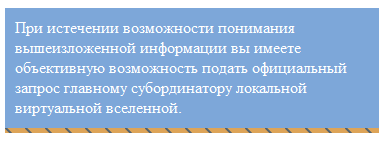 При истечении возможности понимания
вышеизложенной информации вы имеете
объективную возможность подать официальный
запрос главному субординатору локальной
виртуальной вселенной.